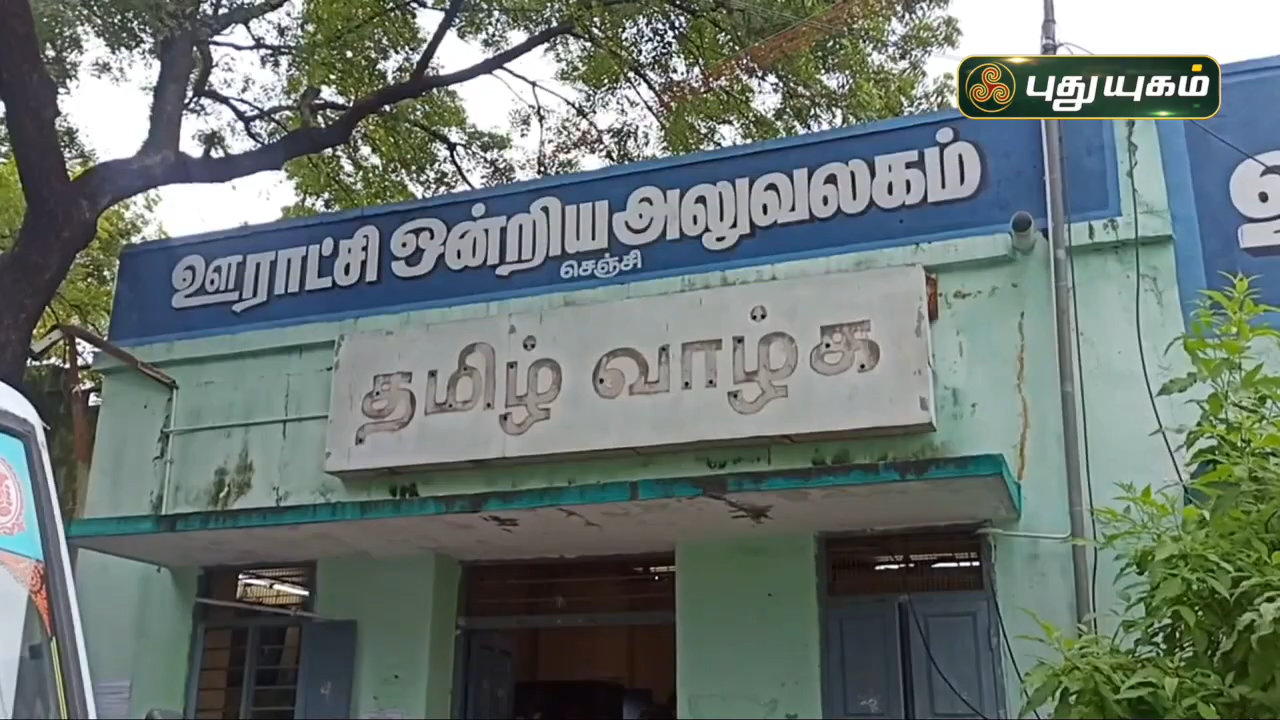 புதுயுகம்
ஊராட்சி ஒன்றிய அலுவலகம்
செஞ்சி
தமிழ் வாழ்க